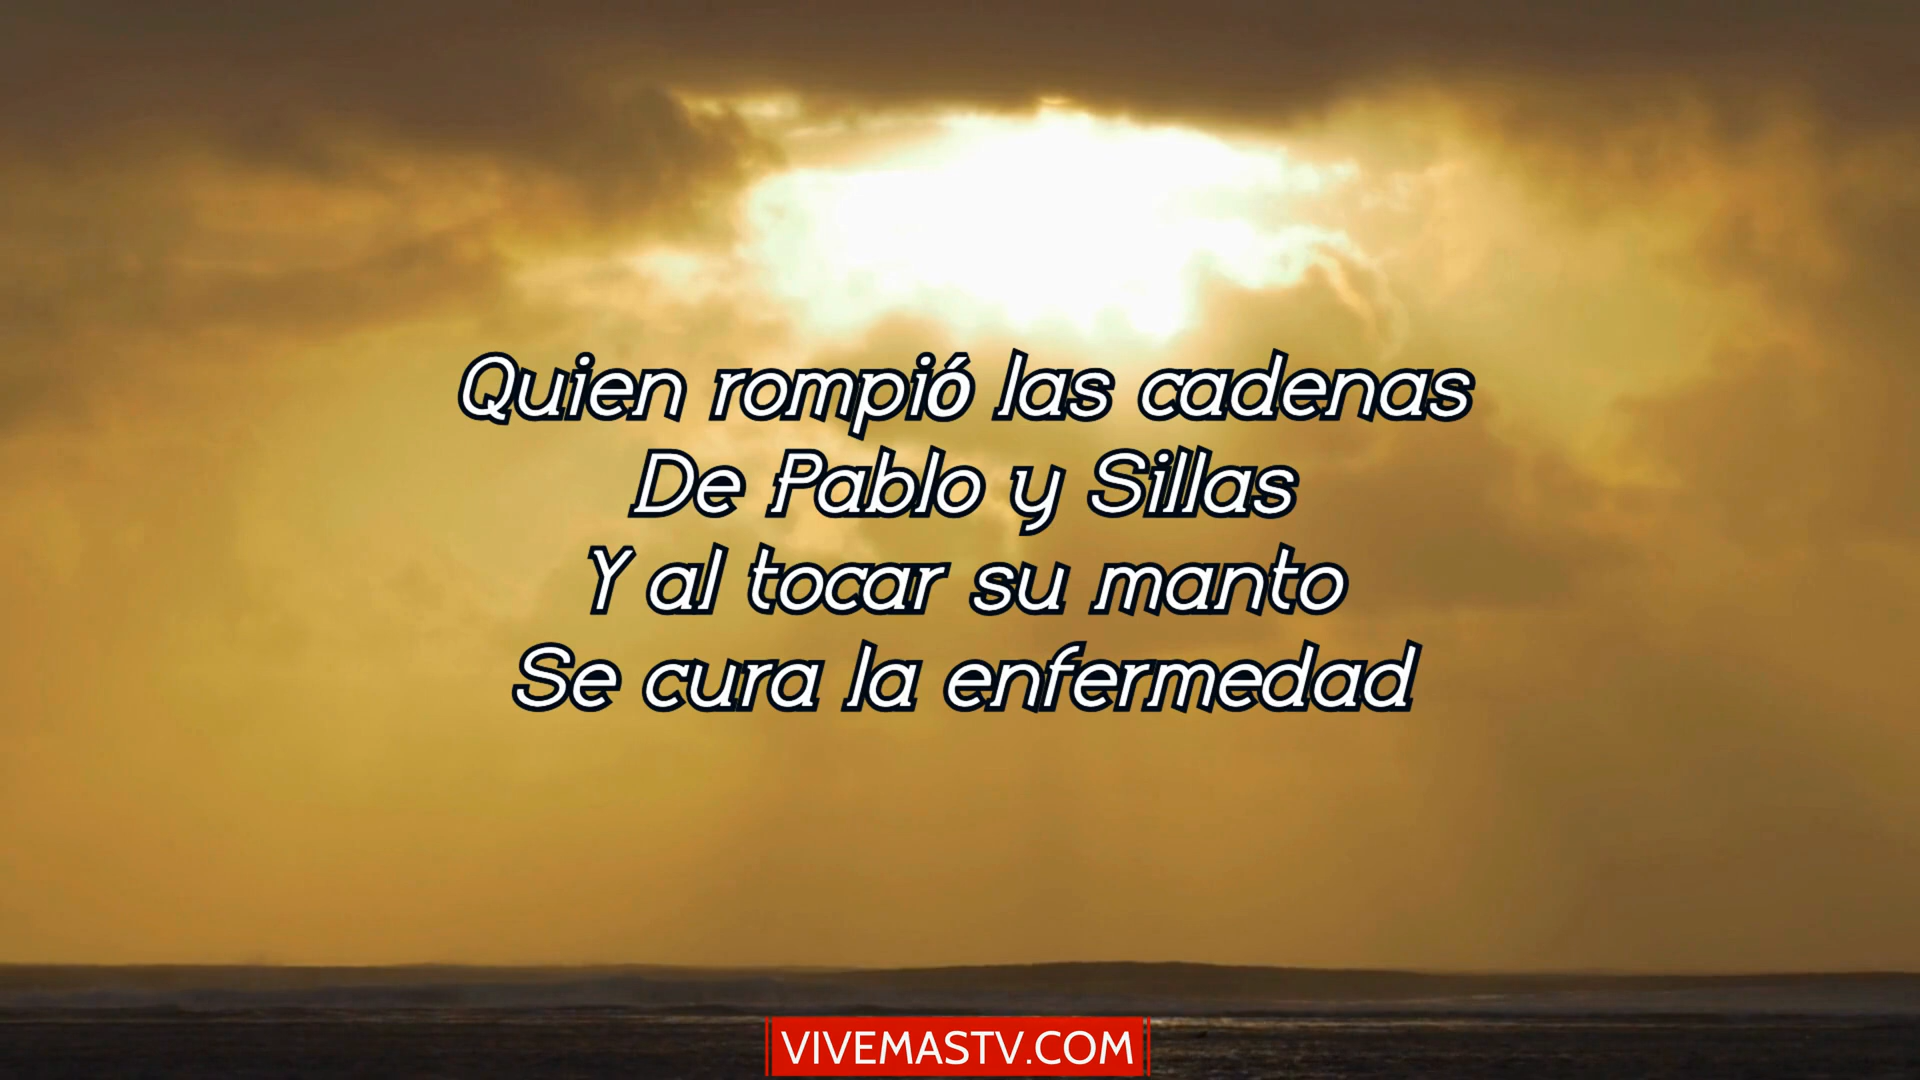 Quien rompió las cadenas
De Pablo y Sillas
Y al tocar su manto
Se cura la enfermedad
VIVEMASTV.COM